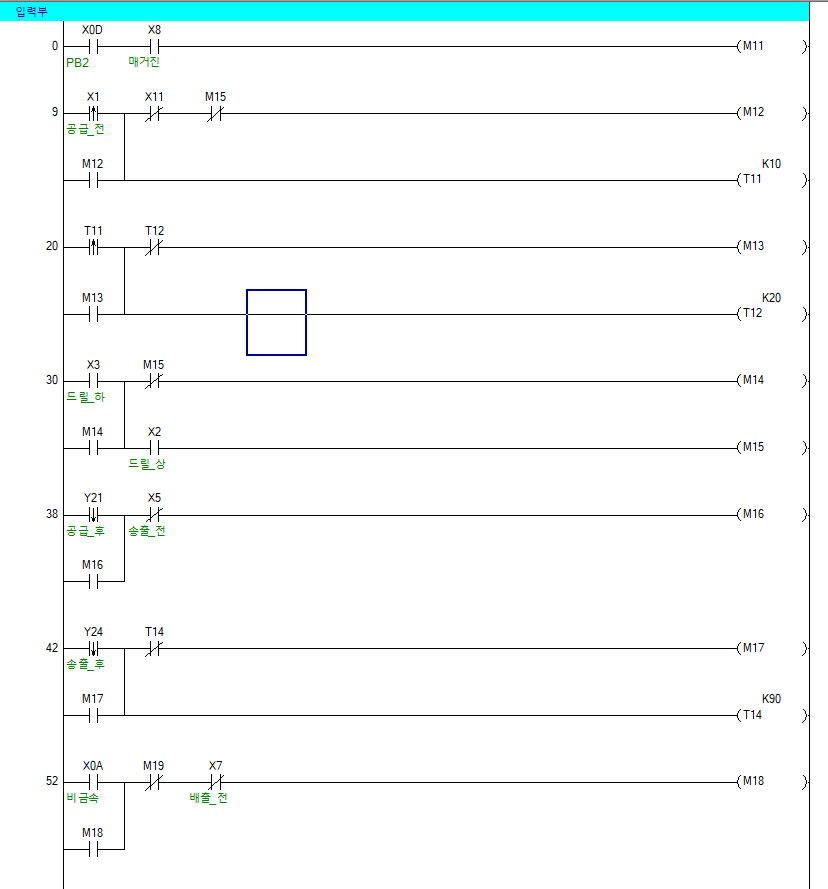 입력부
X0D X8
0 M11
PB2 매거진
X1 X11 M15
9 M12
공급_전
M12 K10
T11
T11 T12
20 M13
M13 K20
T12
X3 M15
30 M14
드릴_하
M14 X2
M15
드릴_상
Y21 X5
38 M16
공급_후 송출_전
M16
Y24 T14
42 M17
송출_후
M17 K90
T14
X0A M19 X7
52 M18
비금속 배출_전
M18